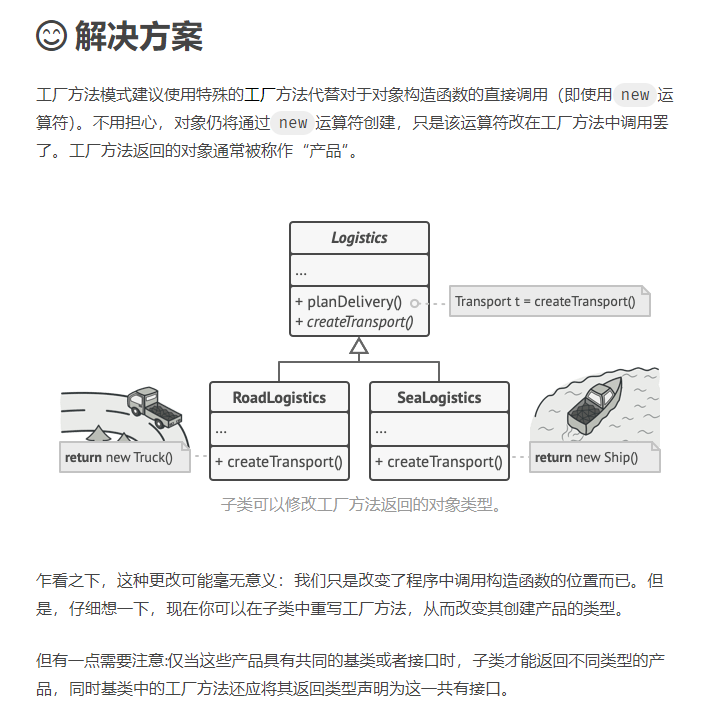 解决方案
工厂方法模式建议使用特殊的工厂方法代替对于对象构造函数的直接调用（即使用 new 运
算符）。不用担心，对象仍将通过 new 运算符创建，只是该运算符改在工厂方法中调用罢
了。工厂方法返回的对象通常被称作“产品”。
Logistics
...
+ planDelivery()
+ createTransport()
Transport t = createTransport()
RoadLogistics
...
+ createTransport()
SeaLogistics
...
+ createTransport()
return new Truck()
return new Ship()
子类可以修改工厂方法返回的对象类型。
乍看之下，这种更改可能毫无意义：我们只是改变了程序中调用构造函数的位置而已。但
是，仔细想一下，现在你可以在子类中重写工厂方法，从而改变其创建产品的类型。
但有一点需要注意:仅当这些产品具有共同的基类或者接口时，子类才能返回不同类型的产
品，同时基类中的工厂方法还应将其返回类型声明为这一共有接口。